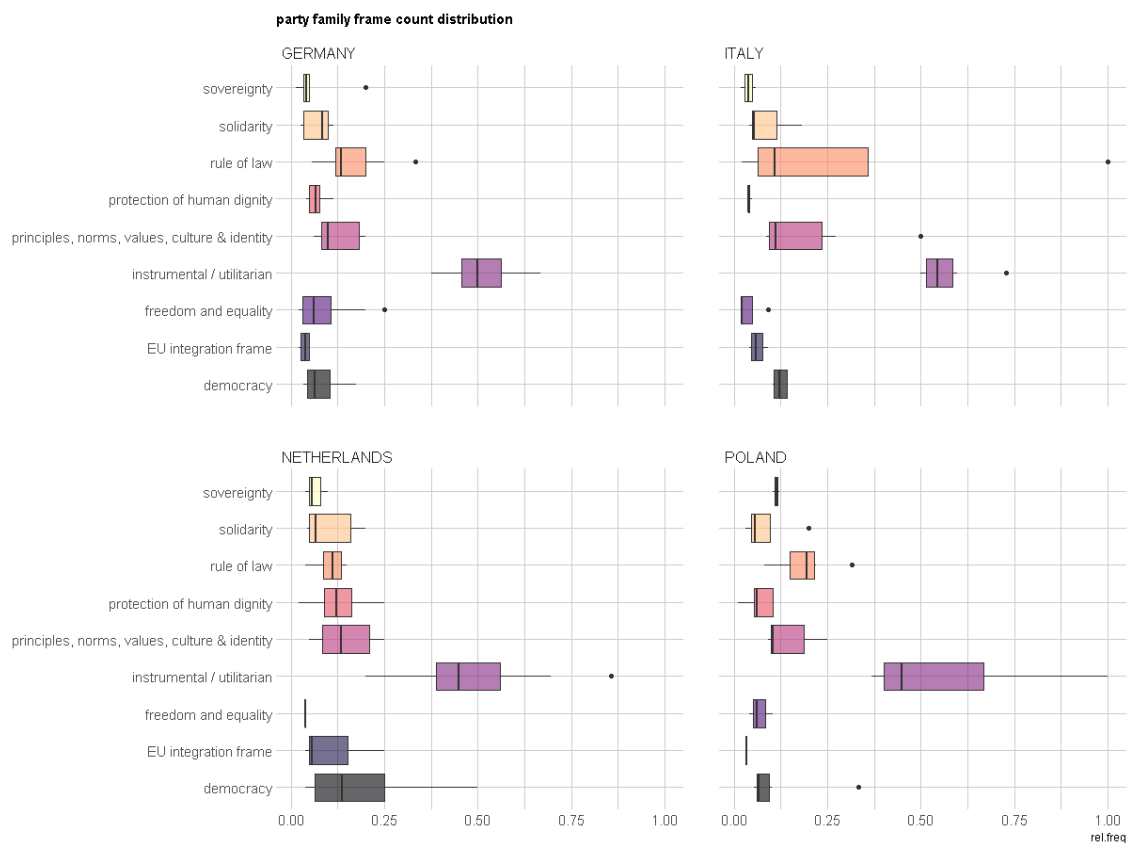 party family frame count distribution
GERMANY
ITALY
sovereignty
solidarity
rule of law
protection of human dignity
principles, norms, values, culture & identity
instrumental / utilitarian
freedom and equality
EU integration frame
democracy
NETHERLANDS
POLAND
sovereignty
solidarity
rule of law
protection of human dignity
principles, norms, values, culture & identity
instrumental / utilitarian
freedom and equality
EU integration frame
democracy
0.00 0.25 0.50 0.75 1.00 0.00 0.25 0.50 0.75 1.00
rel.freq